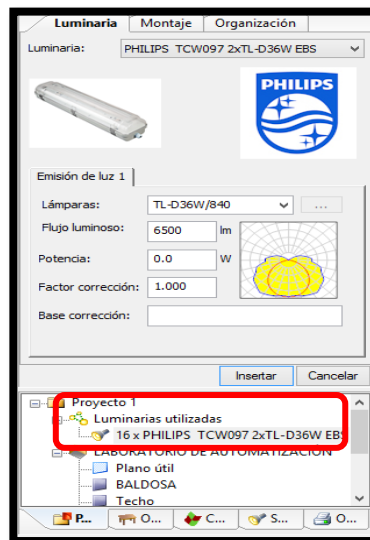 Luminaria Montaje Organización
Luminaria: PHILIPS TCW097 2xTL-D36W EBS
PHILIPS
Emisión de luz 1
Lámparas: TL-D36W/840 ...
Flujo luminoso: 6500 lm
Potencia: 0.0 W
Factor corrección: 1.000
Base corrección:
Insertar Cancelar
Proyecto 1
Luminarias utilizadas
16 x PHILIPS TCW097 2xTL-D36W EBS
LABORATORIO DE AUTOMATIZACIÓN
Plano útil
BALDOSA
Techo
P... O... C... S... O...